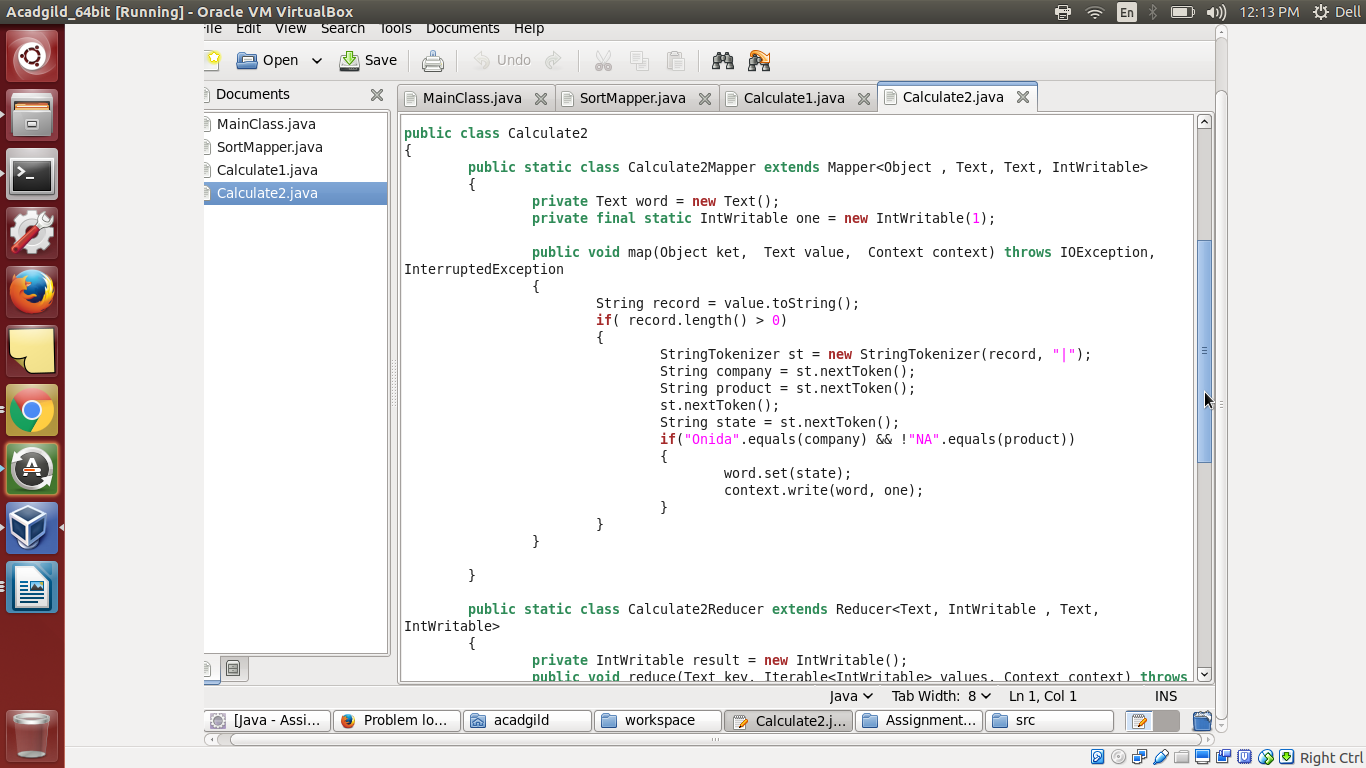 Acadgild_64bit [Running] - Oracle VM VirtualBox
En
12:13 PM
Dell
File Edit View Search Tools Documents Help
Open
Save
Undo
Documents
MainClass.java
SortMapper.java
Calculate1.java
Calculate2.java
MainClass.java
SortMapper.java
Calculate1.java
Calculate2.java
public class Calculate2
{
public static class Calculate2Mapper extends Mapper<Object , Text, Text, IntWritable>
{
private Text word = new Text();
private final static IntWritable one = new IntWritable(1);
public void map(Object ket,  Text value,  Context context) throws IOException,
InterruptedException
{
String record = value.toString();
if( record.length() > 0)
{
StringTokenizer st = new StringTokenizer(record, "|");
String company = st.nextToken();
String product = st.nextToken();
st.nextToken();
String state = st.nextToken();
if("Onida".equals(company) && !"NA".equals(product))
{
word.set(state);
context.write(word, one);
}
}
}
}
public static class Calculate2Reducer extends Reducer<Text, IntWritable , Text,
IntWritable>
{
private IntWritable result = new IntWritable();
public void reduce(Text key, Iterable<IntWritable> values, Context context) throws
Java
Tab Width: 8
Ln 1, Col 1
INS
[Java - Assi...
Problem lo...
acadgild
workspace
Calculate2.j...
Assignment...
src
Right Ctrl